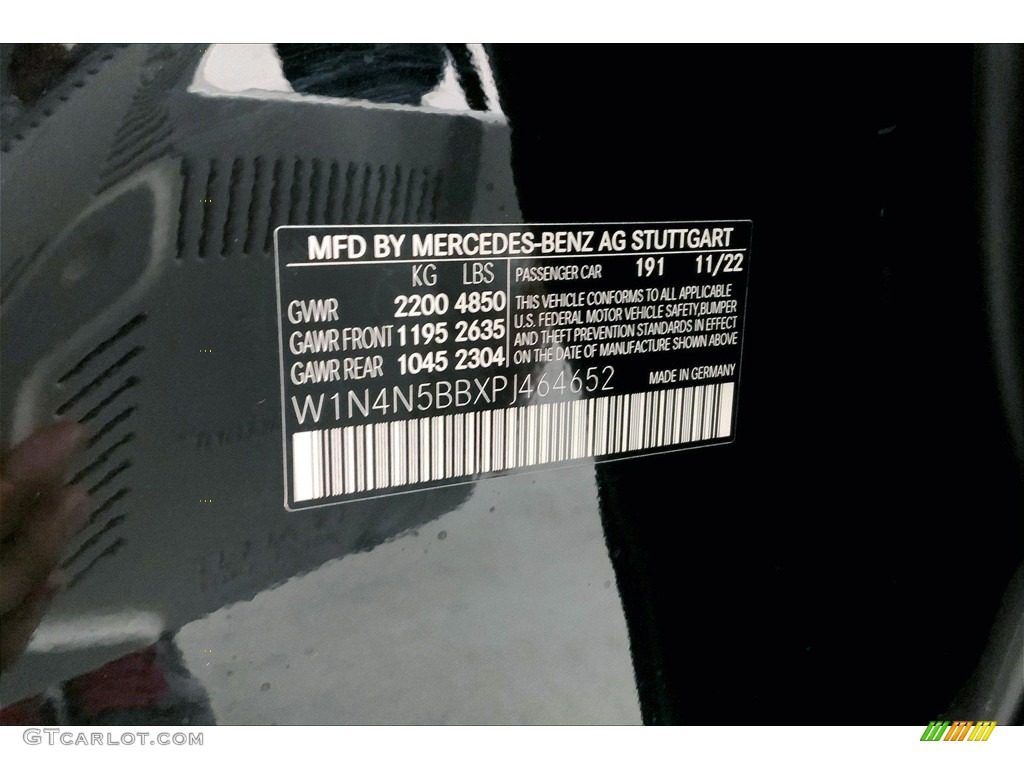 MFD BY MERCEDES-BENZ AG STUTTGART
KG LBS
GVWR 2200 4850
GAWR FRONT 1195 2635
GAWR REAR 1045 2304
PASSENGER CAR 191 11/22
THIS VEHICLE CONFORMS TO ALL APPLICABLE
U.S. FEDERAL MOTOR VEHICLE SAFETY,BUMPER
AND THEFT PREVENTION STANDARDS IN EFFECT
ON THE DATE OF MANUFACTURE SHOWN ABOVE
W1N4N5BBXPJ464652
MADE IN GERMANY
GTCARLOT.COM